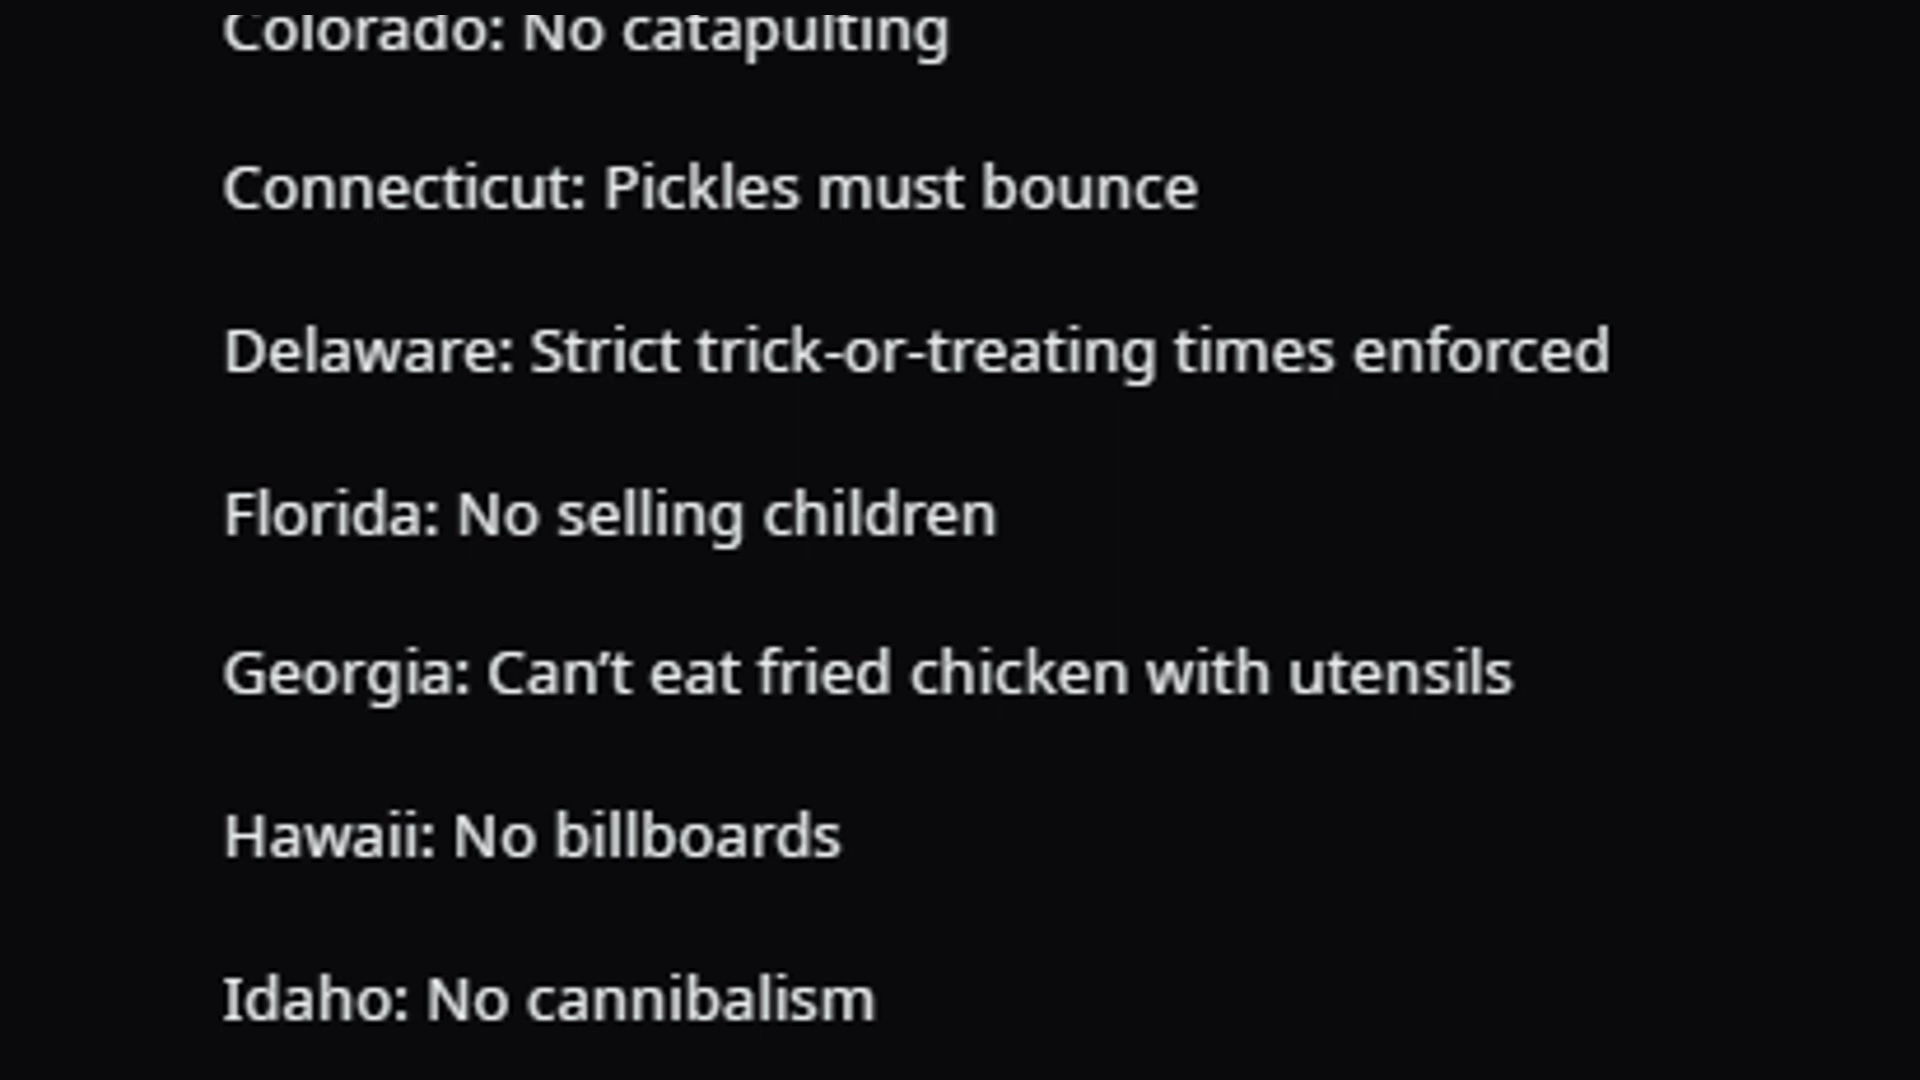 Colorado: No catapulting
Connecticut: Pickles must bounce
Delaware: Strict trick-or-treating times enforced
Florida: No selling children
Georgia: Can’t eat fried chicken with utensils
Hawaii: No billboards
Idaho: No cannibalism